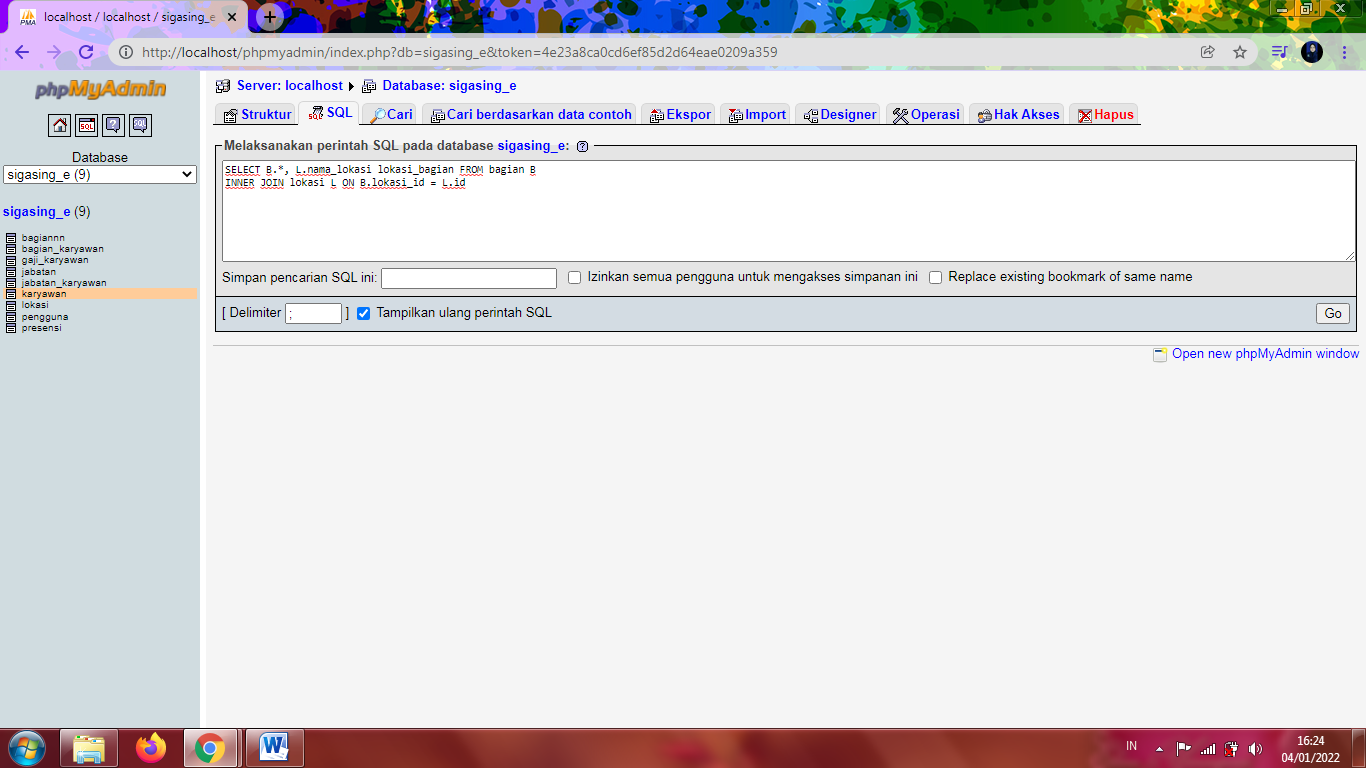 localhost / localhost / sigasing_e
http://localhost/phpmyadmin/index.php?db=sigasing_e&token=4e23a8ca0cd6ef85d2d64eae0209a359
phpMyAdmin
Server: localhost Database: sigasing_e
Struktur SQL Cari Cari berdasarkan data contoh Ekspor Import Designer Operasi Hak Akses Hapus
Database
sigasing_e (9)
sigasing_e (9)
bagiannn
bagian_karyawan
gaji_karyawan
jabatan
jabatan_karyawan
karyawan
lokasi
pengguna
presensi
Melaksanakan perintah SQL pada database sigasing_e:
SELECT B.*, L.nama_lokasi lokasi_bagian FROM bagian B
INNER JOIN lokasi L ON B.lokasi_id = L.id
Simpan pencarian SQL ini: Izinkan semua pengguna untuk mengakses simpanan ini Replace existing bookmark of same name
[ Delimiter ; ] Tampilkan ulang perintah SQL Go
Open new phpMyAdmin window
IN 16:24
04/01/2022